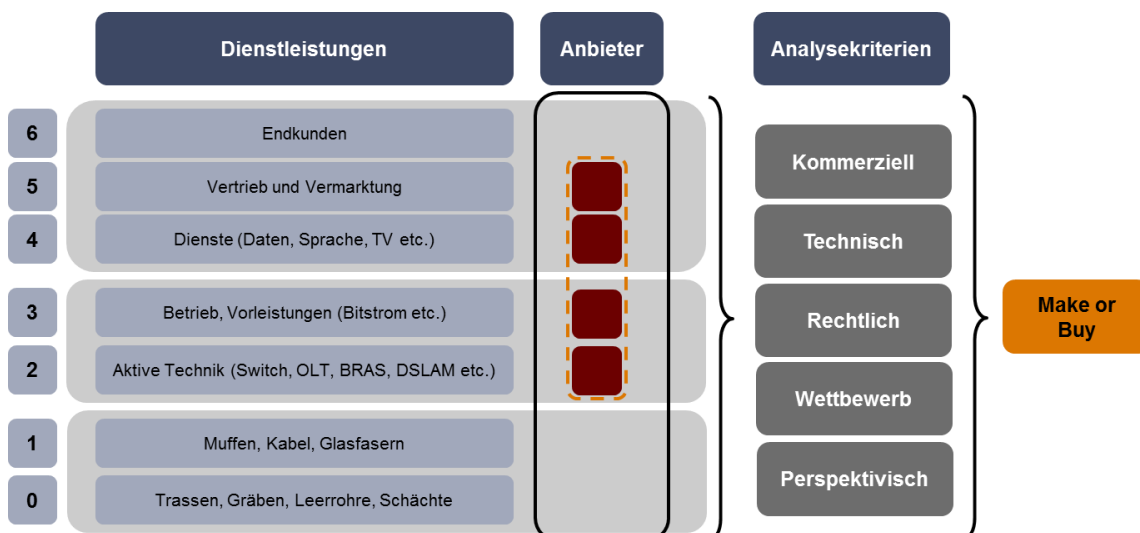 Dienstleistungen
Anbieter
Analysekriterien
6
Endkunden
5
Vertrieb und Vermarktung
4
Dienste (Daten, Sprache, TV etc.)
3
Betrieb, Vorleistungen (Bitstrom etc.)
2
Aktive Technik (Switch, OLT, BRAS, DSLAM etc.)
1
Muffen, Kabel, Glasfasern
0
Trassen, Gräben, Leerrohre, Schächte
Kommerziell
Technisch
Rechtlich
Wettbewerb
Perspektivisch
Make or
Buy